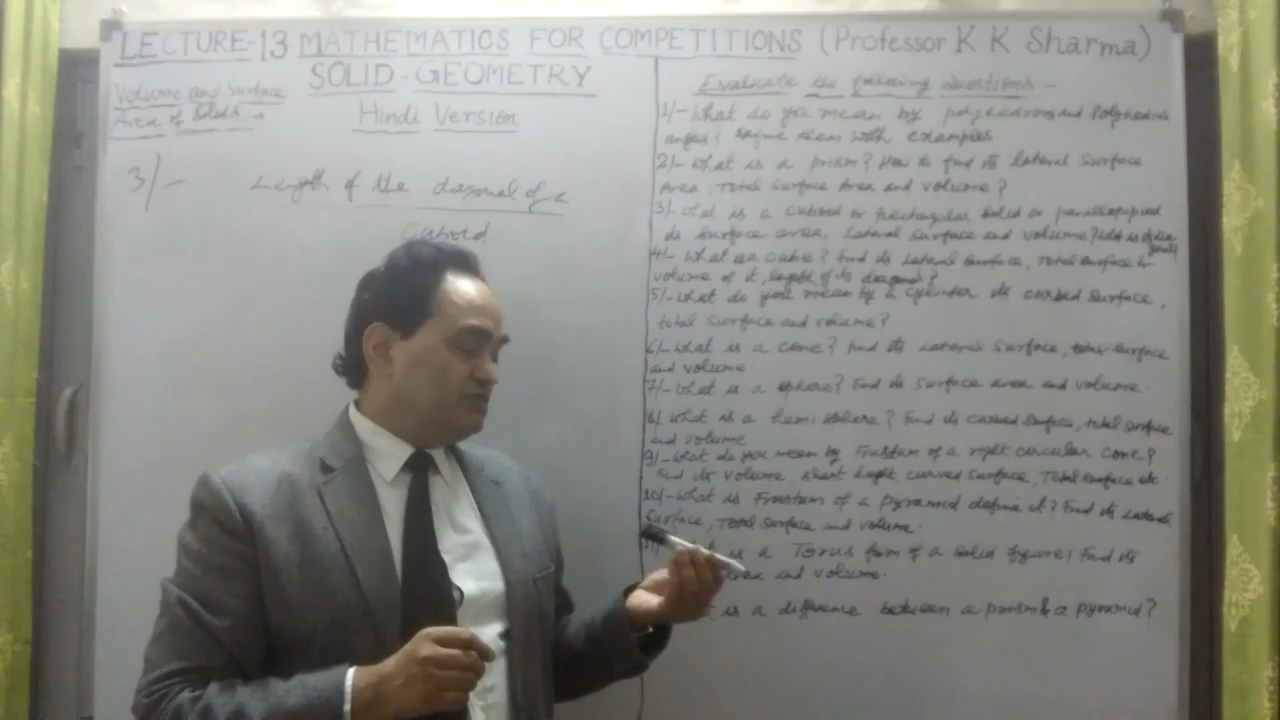 LECTURE-13 MATHEMATICS FOR COMPETITIONS (Professor K K Sharma)
SOLID-GEOMETRY
Hindi Version
Volume and Surface
Area of Solids →
3/- Length of the diagonal of a
Cuboid
Evaluate the following questions -
1/- What do you mean by polyhedrons and Polyhedral
angles? define them with examples
2/- What is a prism? How to find its lateral Surface
Area, Total Surface Area and volume?
3/- What is a cuboid or Rectangular Solid or parallopiped
its surface area, Lateral surface and volume?
4/- What is a cube? Find its Lateral Surface, Total surface &
volume of it, length of its diagonal?
5/- What do you mean by a cylinder its curbed surface,
total surface and volume?
6/- What is a Cone? Find its Lateral Surface, total surface
and volume
7/- What is a sphere? Find its surface area and volume
8/ What is a hemi sphere? Find its curbed surface, total surface
and volume
9/- What do you mean by Frustum of a right circular cone?
Find its volume, slant height, curved surface, Total surface etc.
10/- What is Frustum of a pyramid define it? Find its Lateral
Surface, Total Surface and volume.
is a Torus form of a solid figure! Find its
area and volume.
is a difference between a prism & a pyramid?